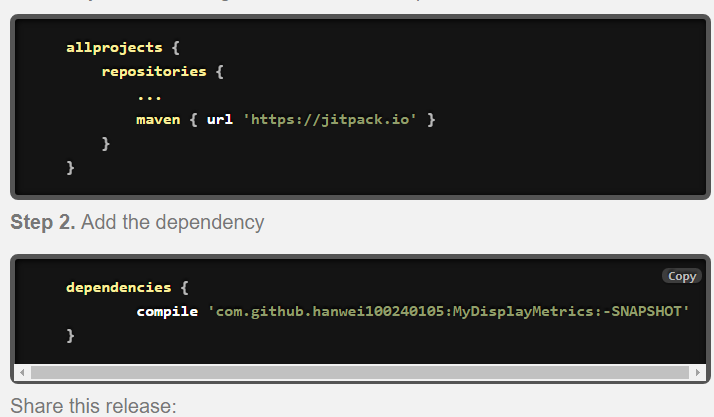 allprojects {
repositories {
...
maven { url 'https://jitpack.io' }
}
}
Step 2. Add the dependency
Copy
dependencies {
compile 'com.github.hanwei100240105:MyDisplayMetrics:-SNAPSHOT'
}
Share this release: